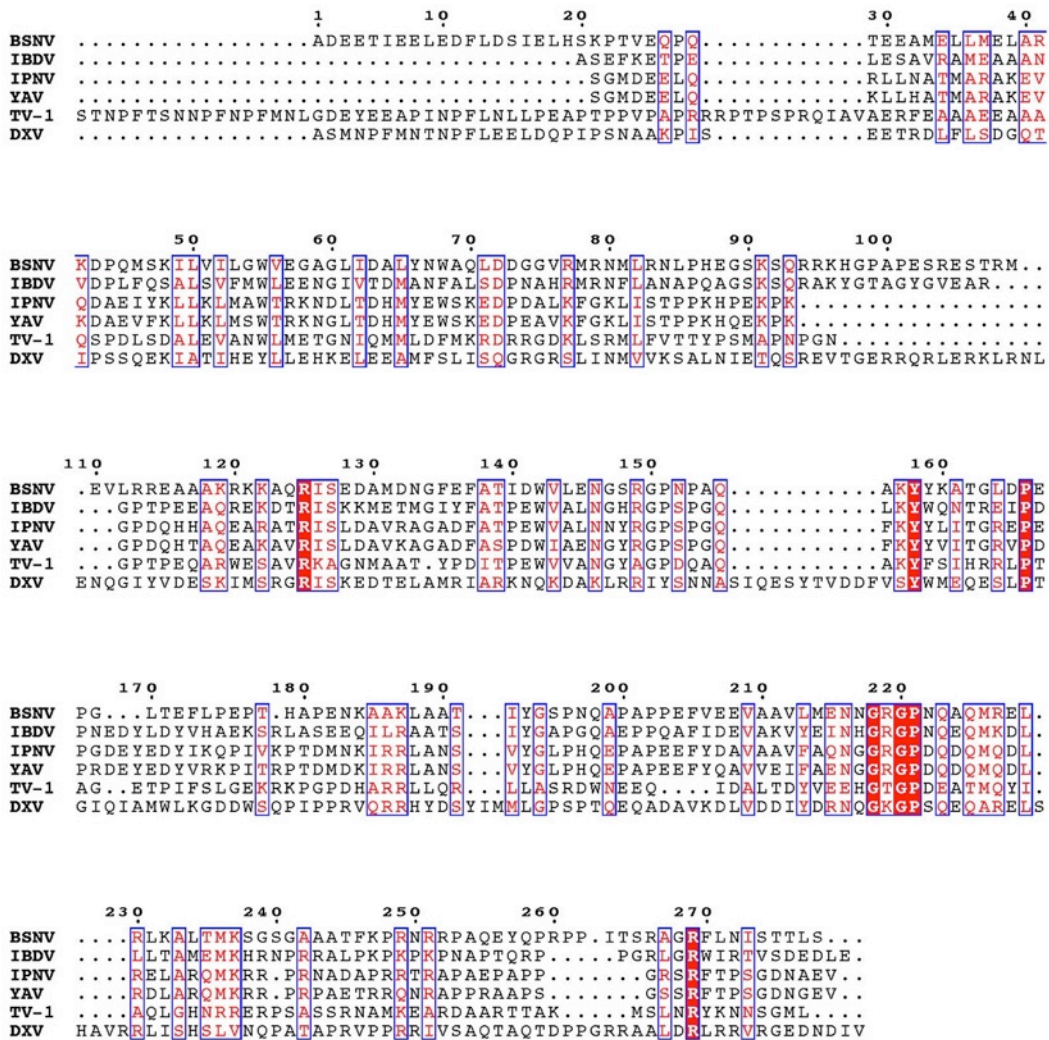 1 10 20 30 40
BSNV .................ADEETIEELEDFLDSIELHSKPTVEQPQ............TEEAMELLMELAR
IBDV ....................................ASEFKETPE............LESAVRAMEAAAN
IPNV .....................................SGMDEELQ............RLLNATMARAKEV
YAV .....................................SGMDEELQ............KLLHATMARAKEV
TV-1 STNPFTSNNPFNPFMNLGDEYEEAPINPFLNLLPEEAPTPPVPAPRRRPTPSPRQIAVAERFEAAAEEAAA
DXV .................ASMNPFMNTNPFLEELDQPIPSNAAKPIS............EETRDLFLSDGQT
50 60 70 80 90 100
BSNV KDPQMSKILVILGWVEGAGLIDALYNWAQLDDGGVRMRNMLRNLPHEGSKSQRRKHGPAPESRESTRM..
IBDV VDPLFQSALSVFMWLEENGIVTDMANFALSDPNAHRMRNFLANAPQAGSKSQRAKYGTAGYGVEAR....
IPNV QDAEIYKLLKLMAWTRKNDLTDHMYEWSKEDPDALKFGKLISTPPKHPEKPK..................
YAV KDAEVFKLLKLMSWTRKNGLTDHMYEWSKEDPEAVKFGKLISTPPKHQEKPK..................
TV-1 QSPDLSDALEVANWLMETGNIQMMLDFMKRDRRGDKLSRMLFVTTYPSMAPNPGN...............
DXV IPSSQEKIATIHEYLLEHKELEEAMFSLISQGRGRSLINMVVKSALNIETQSREVTGERRQRLERKLRNL
110 120 130 140 150 160
BSNV .EVLRREAAAKRKKAQRISEDAMDNGFEFATIDWVLENGSRGPNPAQ..........AKYYKATGLDPE
IBDV ...GPTPEEAQREKDTRISKKMETMGIYFATPEWVALNGHRGPSPGQ..........LKYWQNTREIPE
IPNV ...GPDQHHAQEARATRISLDAVRAGADFATPEWVALNNYRGPSPGQ..........FKYYLITGREPE
YAV ...GPDQHTAQEAKAVRISLDAVKAGADFASPDWIAENGYRGPSPGQ..........FKYYVITGRVPD
TV-1 ...GPTPEQARWESAVRKAGNMAAT.YPDITPEWVVANGYAGPDQAQ..........AKYFSIHRRLPT
DXV ENQGIYVDESKIMSRGRISKEDTELAMRIARKNQKDAKLRRIYSNNASIQESYTVDDFVSYWMEQESLPT
170 180 190 200 210 220
BSNV PG...LTEFLPEPT.HAPENKAAKLAAT...IYGSPNQAPAPPEFVEEVAAVLMENNGRGPNQAQMREL.
IBDV PNEDYLDYVHAEKSRLASEEQILRAATS...IYGAPGQAEPPQAFIDEVAKVYEINHGRGPNQEQMKDL.
IPNV PGDEYEDYIKQPIVKPTDMNKIRRLANS...VYGLPHQEPAPEEFYDAVAAVFAQNGGRGPDQDQMQDL.
YAV PRDEYEDYVRKPITRPTDMDKIRRLANS...VYGLPHQEPAPEEFYQAVVEIFAENGGRGPDQDQMQDL.
TV-1 AG...ETPIFSLGEKRKPGPDHARRLLQR...LLASRDWNEEQ....IDALTDYVEEHGTGPDEATMQYI.
DXV GIQIAMWLKGDDWSQPIPPRVQRRHYDSYIMMLGPSPTQEQADAVKDLVDDIYDRNQGKGPSQEQARELS
230 240 250 260 270
BSNV ....RLKALTMKSGSGAAATFKPRNRRPAQEYQPRPP.ITSRAGRFLNISTTLS...
IBDV ....LLTAMEMKHRNPRRALPKPKPKPNAPTQRP.....PGRLGRWIRTVSDEDLE.
IPNV ....RELARQMKRR.PRNADAPRRTRAPAEPAPP.......GRSRFTPSGDNAEV..
YAV ....RDLARQMKRR.PRPAETRRQNRAPPRAAPS.......GSSRFTPSGDNGEV..
TV-1 ....AQLGHNRRERPSASSRNAMKEARDAARTTAK......MSLNRYKNNSGML...
DXV HAVRRLISHSLVNQPATAPRVPPRRIVSAQTAQTDPPGRRAALDRLRRVRGEDNDIV